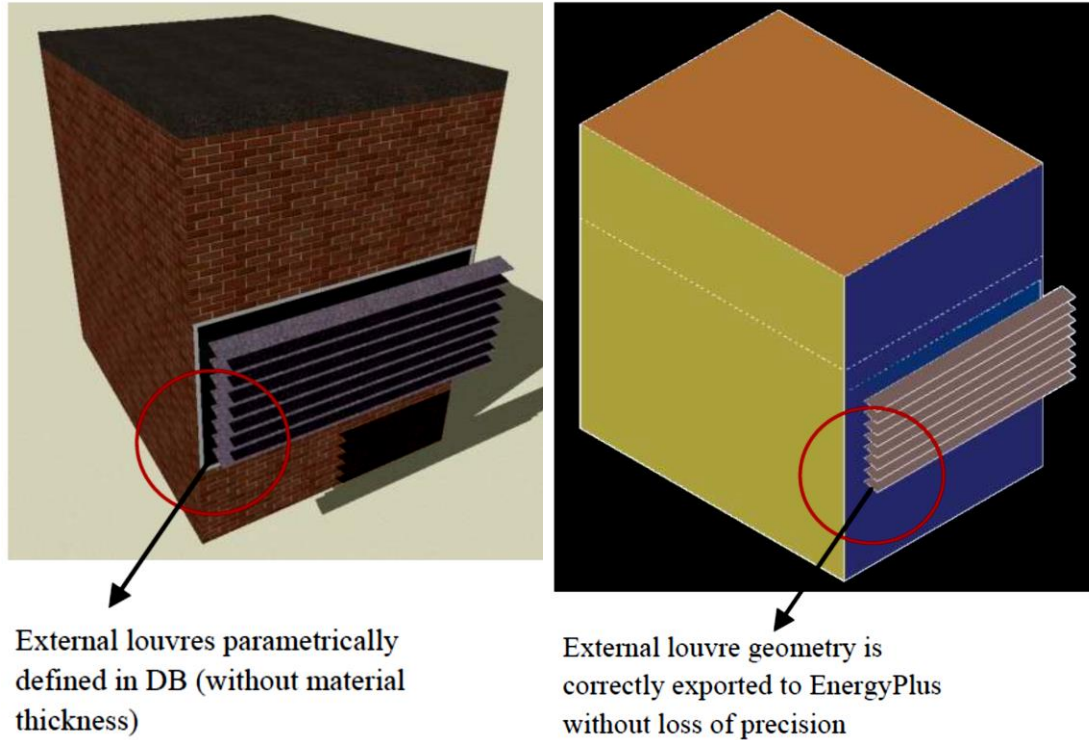 External louvres parametrically
defined in DB (without material
thickness)
External louvre geometry is
correctly exported to EnergyPlus
without loss of precision